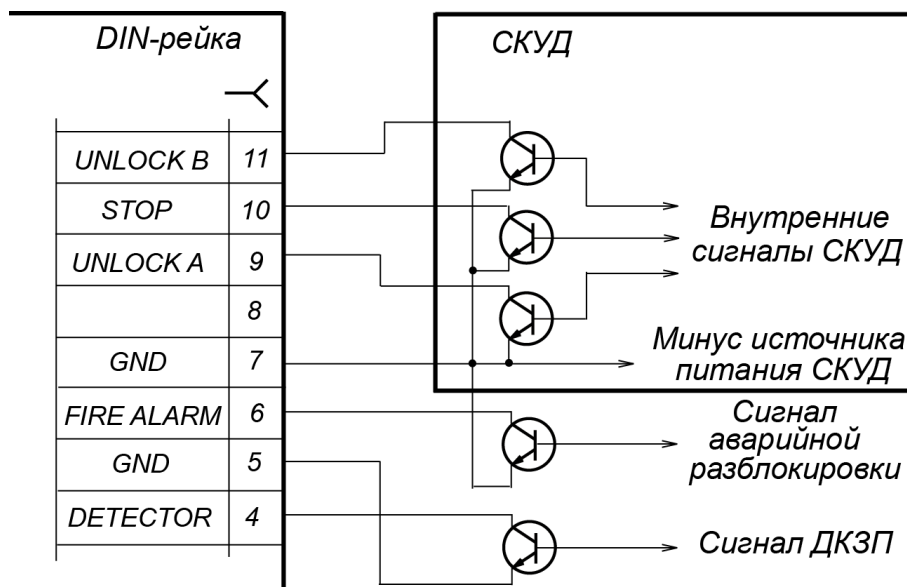 DIN-рейка
СКУД
UNLOCK B 11
STOP 10
UNLOCK A 9
8
GND 7
FIRE ALARM 6
GND 5
DETECTOR 4
Внутренние
сигналы СКУД
Минус источника
питания СКУД
Сигнал
аварийной
разблокировки
Сигнал ДКЗП